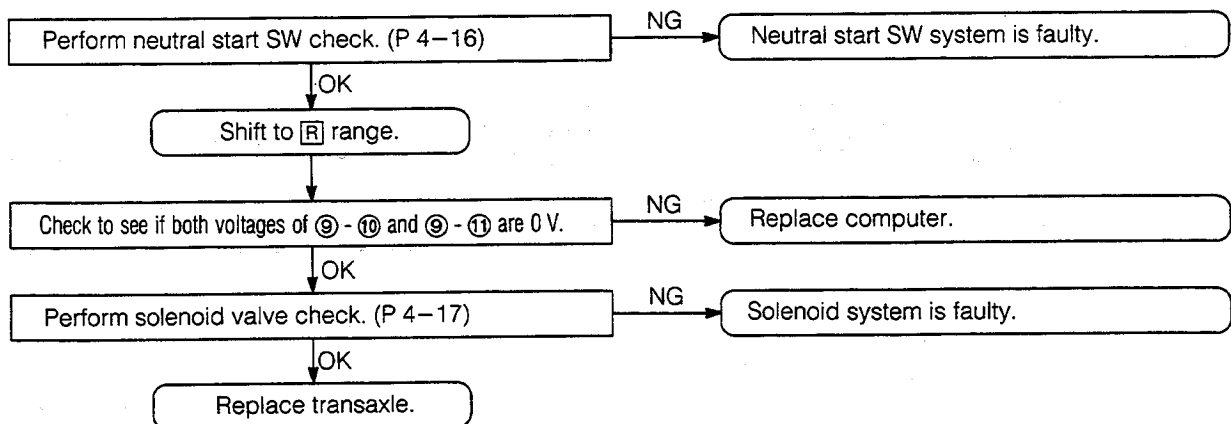 Perform neutral start SW check. (P 4–16)
NG
Neutral start SW system is faulty.
OK
Shift to R range.
Check to see if both voltages of ⑨ - ⑩ and ⑨ - ⑪ are 0 V.
NG
Replace computer.
OK
Perform solenoid valve check. (P 4–17)
NG
Solenoid system is faulty.
OK
Replace transaxle.